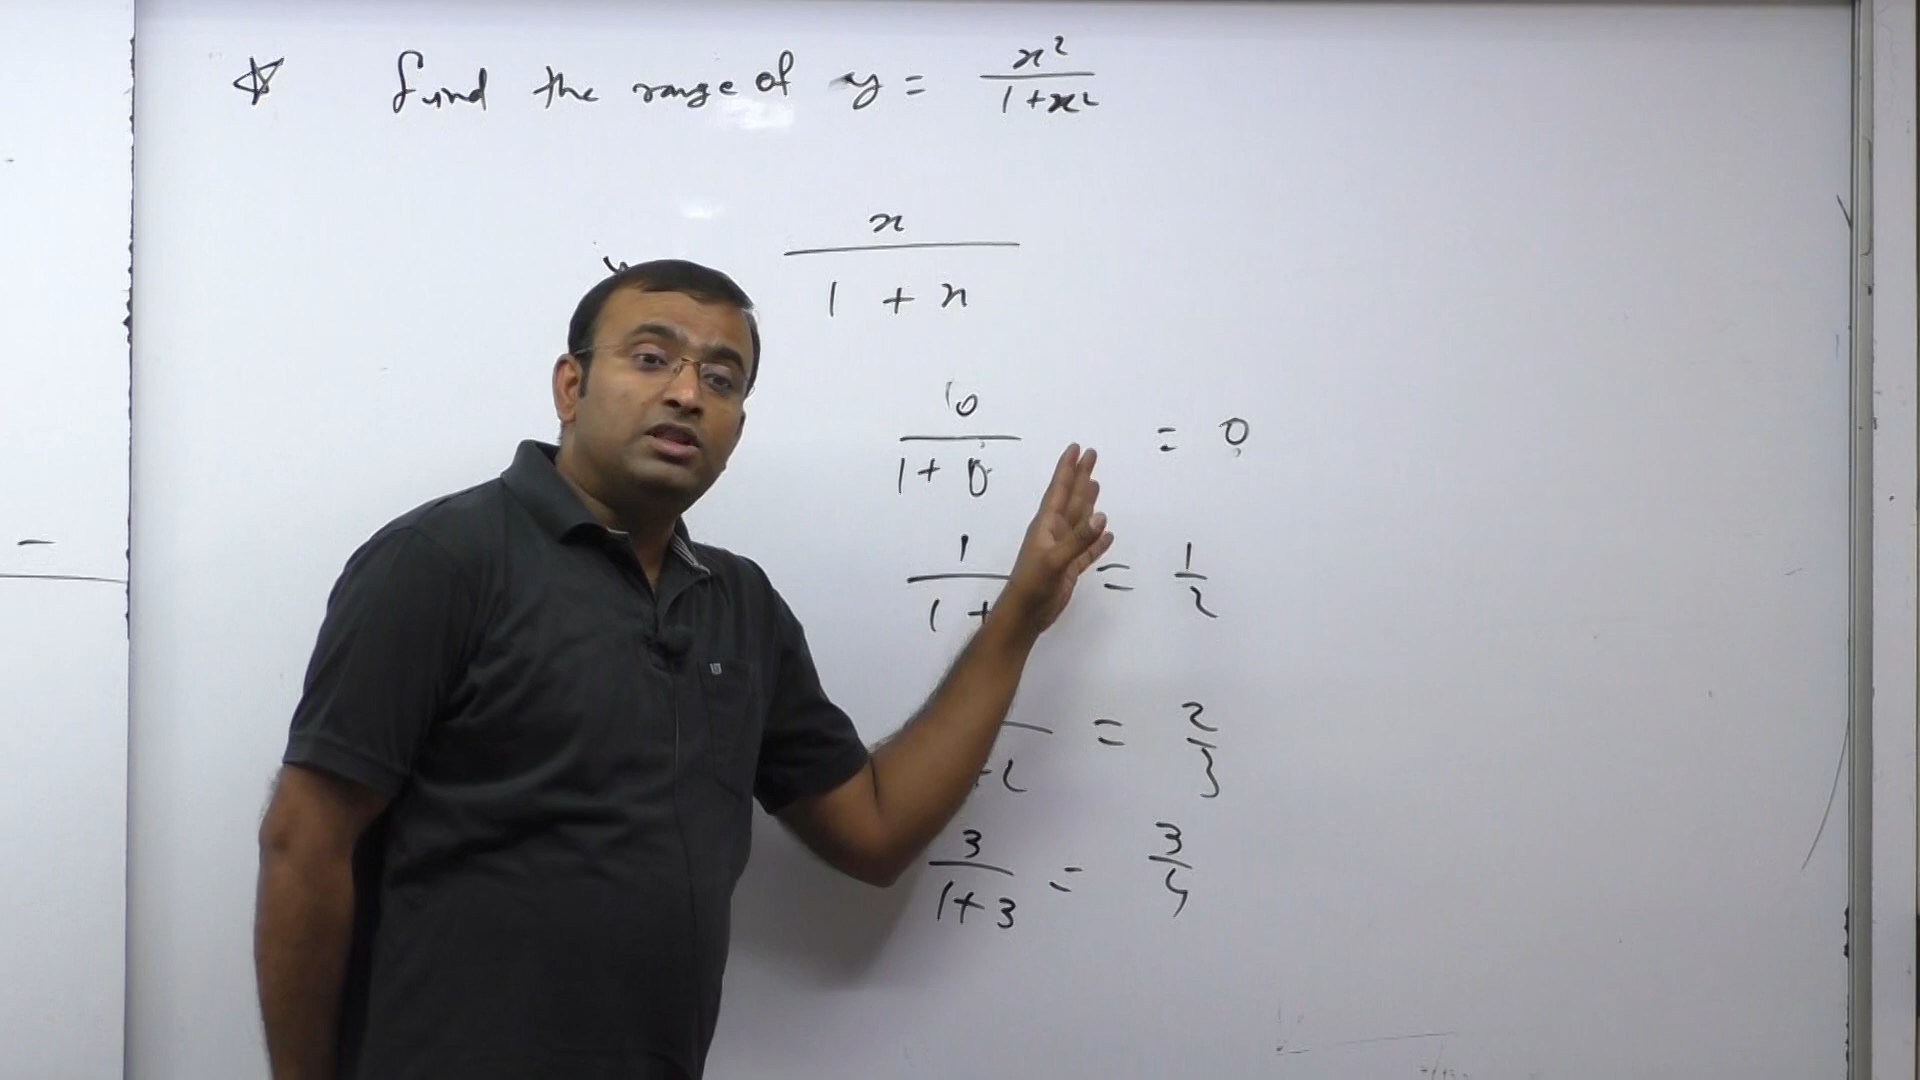 ☆ Find the range of y = x²/(1+x²)
x/(1+x)
0/(1+0) = 0
1/(1+ = 1/2
+2 = 2/3
3/(1+3) = 3/4